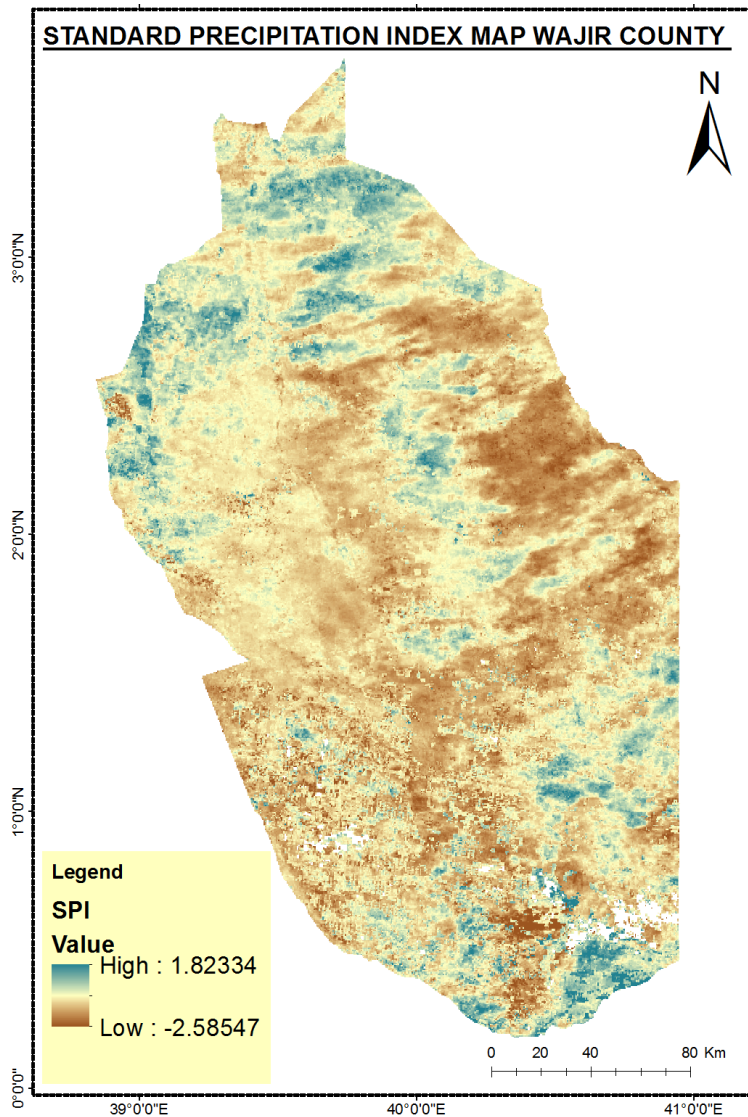 STANDARD PRECIPITATION INDEX MAP WAJIR COUNTY
N
3°0'0"N
2°0'0"N
1°0'0"N
0°0'0"
Legend
SPI
Value
High : 1.82334
Low : -2.58547
0 20 40 80 Km
39°0'0"E 40°0'0"E 41°0'0"E